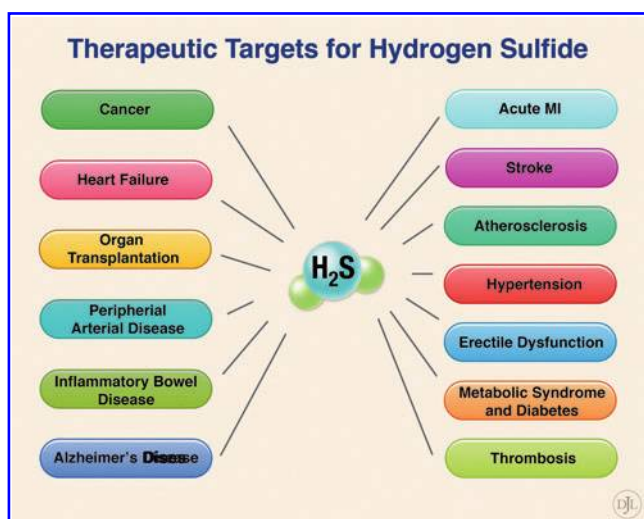 Therapeutic Targets for Hydrogen Sulfide
Cancer
Heart Failure
Organ
Transplantation
Peripherial
Arterial Disease
Inflammatory Bowel
Disease
Alzheimer's Disease
H₂S
Acute MI
Stroke
Atherosclerosis
Hypertension
Erectile Dysfunction
Metabolic Syndrome
and Diabetes
Thrombosis
DJL